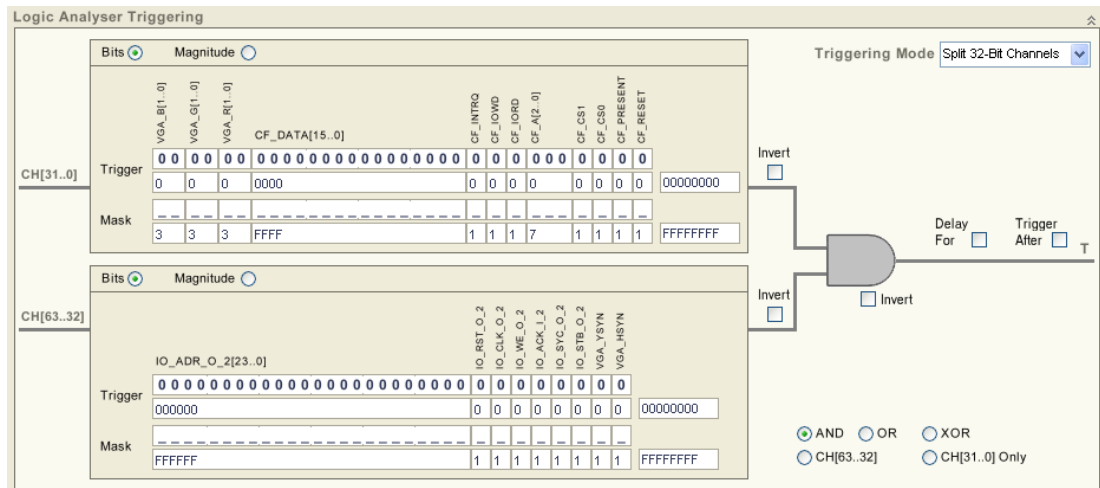 Logic Analyser Triggering
Bits Magnitude
Triggering Mode Split 32-Bit Channels
VGA_B[1..0] VGA_G[1..0] VGA_R[1..0] CF_DATA[15..0] CF_INTRQ CF_IOWD CF_IORD CF_A[2..0] CF_CS1 CF_CS0 CF_PRESENT CF_RESET
CH[31..0]
Trigger
0 0 0 0 0 0 0 0 0 0 0 0 0 0 0 0 0 0 0 0 0 0 0 0 0 0 0 0 0 0 0 0
0 0 0 0000 0 0 0 0 0 0 0 0 00000000
Mask
_ _ _ _ _ _ _ _ _ _ _ _ _ _ _ _ _ _ _ _ _ _ _ _ _ _ _ _ _ _ _ _
3 3 3 FFFF 1 1 1 7 1 1 1 1 FFFFFFFF
Invert
Delay For
Trigger After
T
Invert
Bits Magnitude
Invert
CH[63..32]
IO_ADR_O_2[23..0] IO_RST_O_2 IO_CLK_O_2 IO_WE_O_2 IO_ACK_I_2 IO_SYC_O_2 IO_STB_O_2 VGA_YSYN VGA_HSYN
Trigger
0 0 0 0 0 0 0 0 0 0 0 0 0 0 0 0 0 0 0 0 0 0 0 0 0 0 0 0 0 0 0 0
000000 0 0 0 0 0 0 0 0 00000000
Mask
_ _ _ _ _ _ _ _ _ _ _ _ _ _ _ _ _ _ _ _ _ _ _ _ _ _ _ _ _ _ _ _
FFFFFF 1 1 1 1 1 1 1 1 FFFFFFFF
AND OR XOR
CH[63..32] CH[31..0] Only